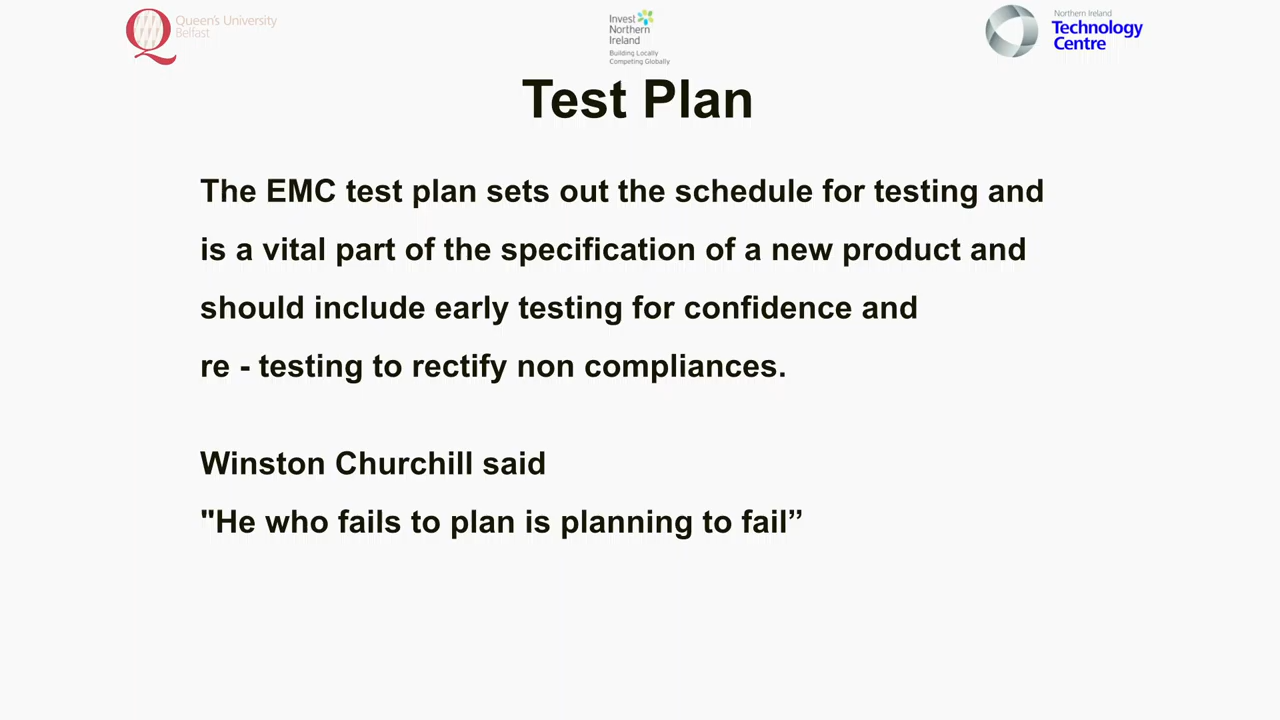 Queen's University
Belfast
Invest
Northern
Ireland
Building Locally
Competing Globally
Northern Ireland
Technology
Centre
Test Plan
The EMC test plan sets out the schedule for testing and
is a vital part of the specification of a new product and
should include early testing for confidence and
re - testing to rectify non compliances.
Winston Churchill said
"He who fails to plan is planning to fail”